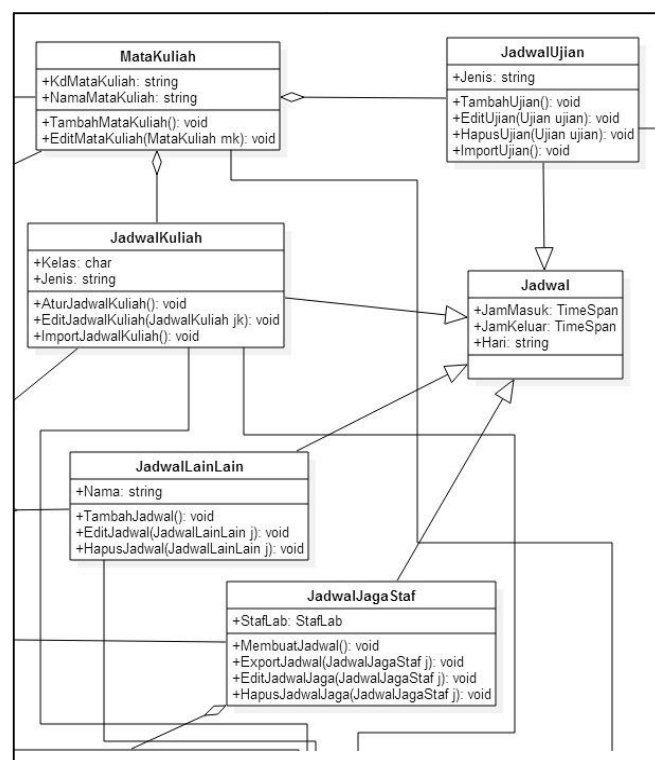 MataKuliah
+KdMataKuliah: string
+NamaMataKuliah: string
+TambahMataKuliah(): void
+EditMataKuliah(MataKuliah mk): void
JadwalUjian
+Jenis: string
+TambahUjian(): void
+EditUjian(Ujian ujian): void
+HapusUjian(Ujian ujian): void
+ImportUjian(): void
JadwalKuliah
+Kelas: char
+Jenis: string
+AturJadwalKuliah(): void
+EditJadwalKuliah(JadwalKuliah jk): void
+ImportJadwalKuliah(): void
Jadwal
+JamMasuk: TimeSpan
+JamKeluar: TimeSpan
+Hari: string
JadwalLainLain
+Nama: string
+TambahJadwal(): void
+EditJadwal(JadwalLainLain j): void
+HapusJadwal(JadwalLainLain j): void
JadwalJagaStaf
+StafLab: StafLab
+MembuatJadwal(): void
+ExportJadwal(JadwalJagaStaf j): void
+EditJadwalJaga(JadwalJagaStaf j): void
+HapusJadwalJaga(JadwalJagaStaf j): void